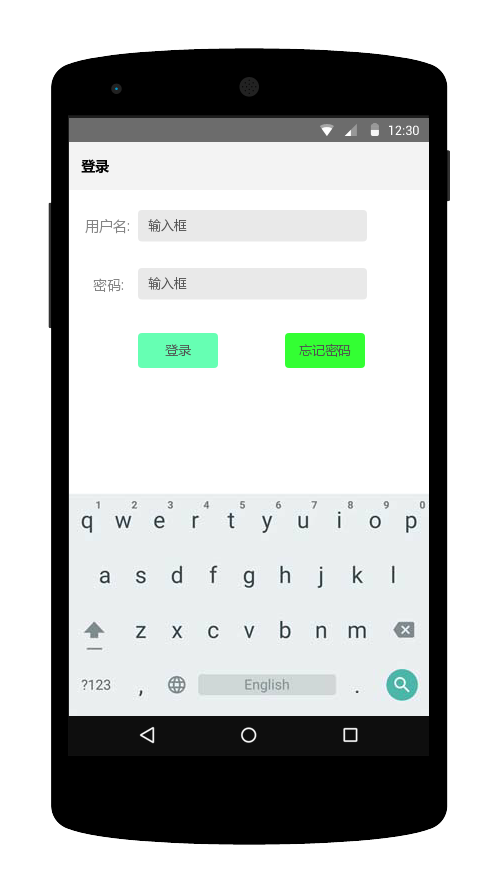 12:30
登录
用户名: 输入框
密码: 输入框
登录 忘记密码
1 2 3 4 5 6 7 8 9 0
q w e r t y u i o p
a s d f g h j k l
z x c v b n m
?123 , English .